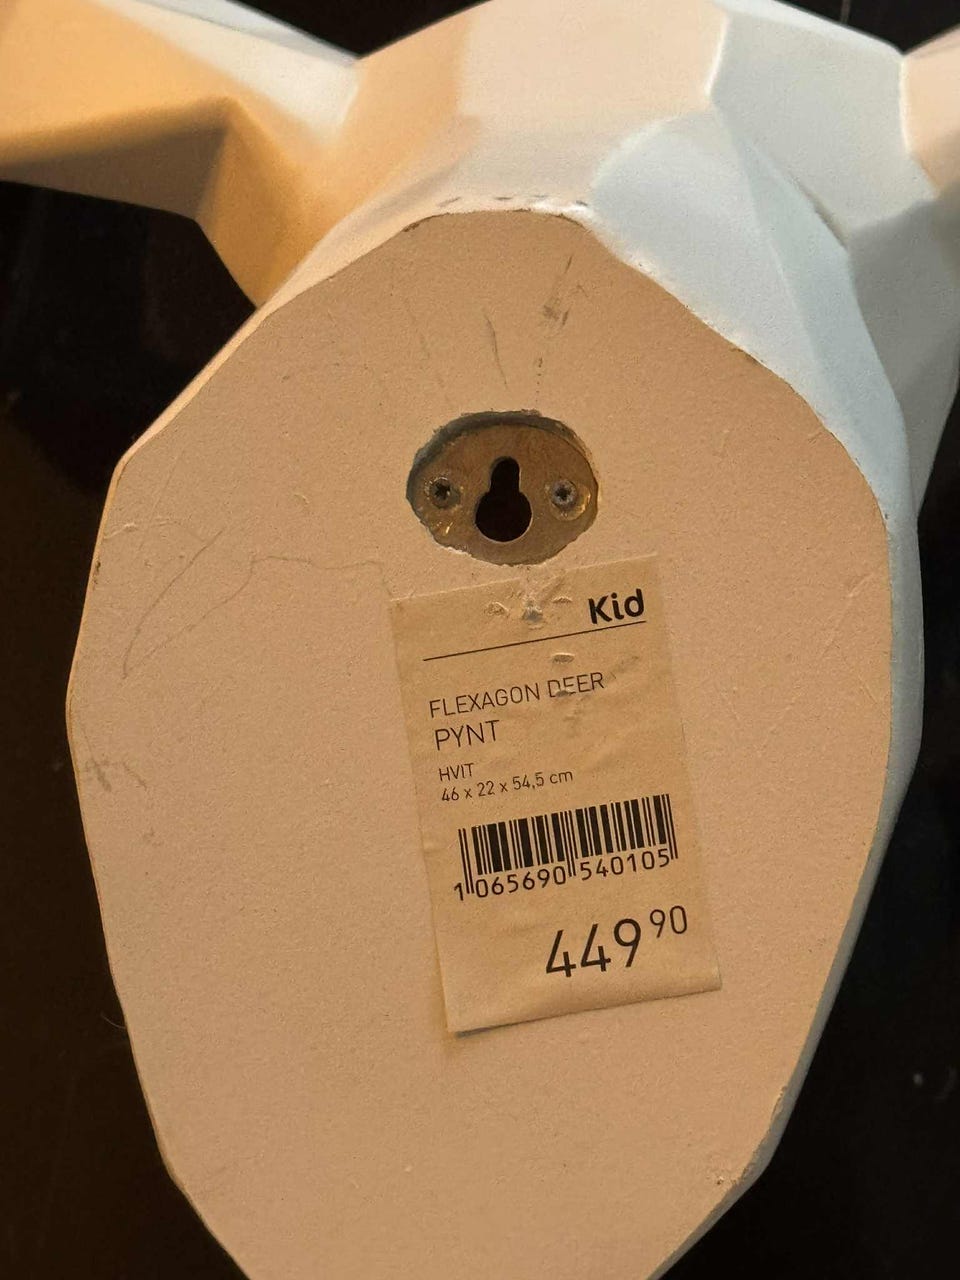 Kid
FLEXAGON DEER
PYNT
HVIT
46 x 22 x 54,5 cm
1 065690 540105
449 90